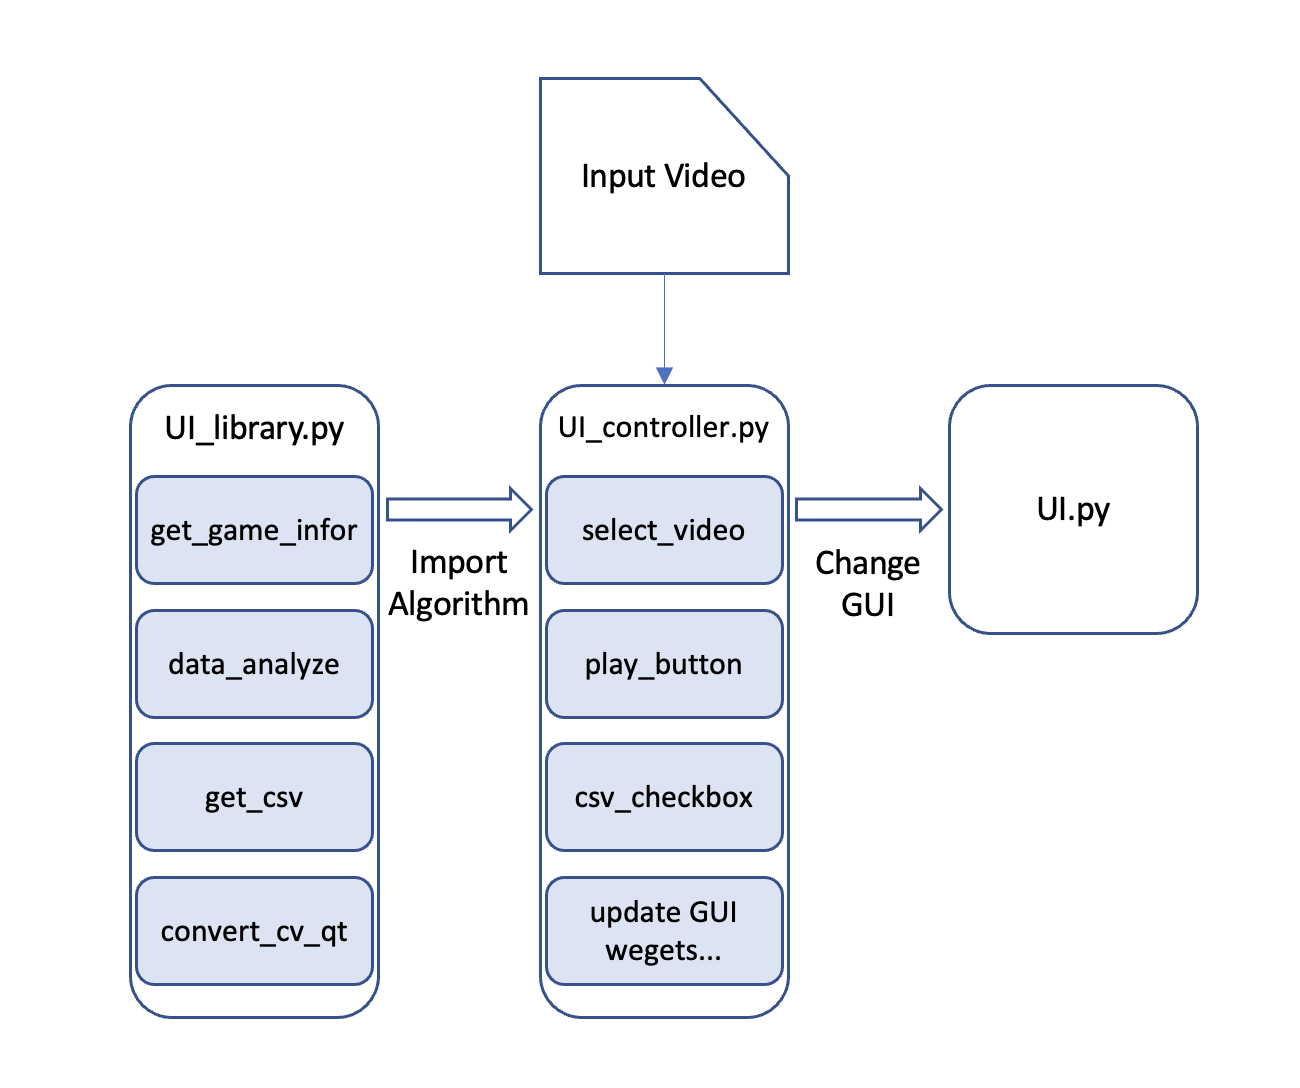 Input Video
UI_library.py
get_game_infor
data_analyze
get_csv
convert_cv_qt
Import
Algorithm
UI_controller.py
select_video
play_button
csv_checkbox
update GUI
wegets...
Change
GUI
UI.py